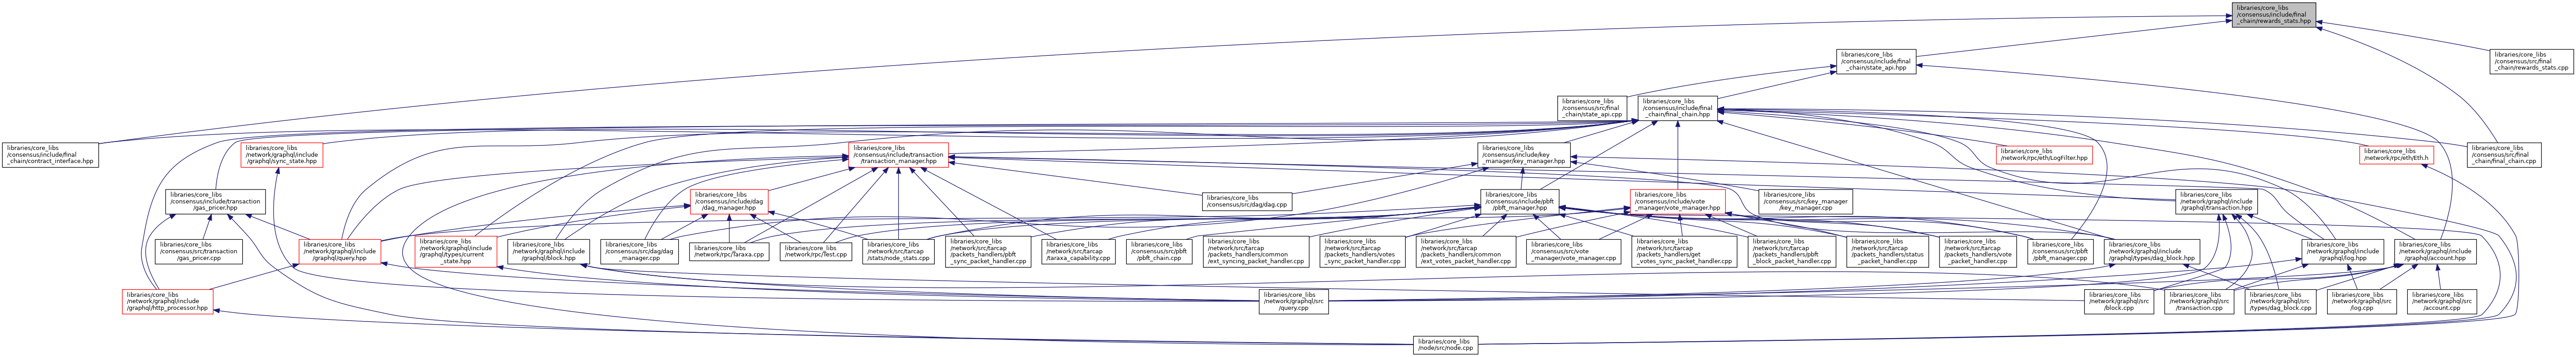 libraries/core_libs
/consensus/include/final
_chain/rewards_stats.hpp
libraries/core_libs
/consensus/include/final
_chain/state_api.hpp
libraries/core_libs
/consensus/src/final
_chain/rewards_stats.cpp
libraries/core_libs
/consensus/src/final
_chain/state_api.cpp
libraries/core_libs
/consensus/include/final
_chain/final_chain.hpp
libraries/core_libs
/consensus/include/final
_chain/contract_interface.hpp
libraries/core_libs
/network/graphql/include
/graphql/sync_state.hpp
libraries/core_libs
/consensus/include/transaction
/transaction_manager.hpp
libraries/core_libs
/consensus/include/key
_manager/key_manager.hpp
libraries/core_libs
/network/rpc/eth/LogFilter.hpp
libraries/core_libs
/network/rpc/eth/Eth.h
libraries/core_libs
/consensus/src/final
_chain/final_chain.cpp
libraries/core_libs
/consensus/include/transaction
/gas_pricer.hpp
libraries/core_libs
/consensus/include/dag
/dag_manager.hpp
libraries/core_libs
/consensus/src/dag/dag.cpp
libraries/core_libs
/consensus/include/pbft
/pbft_manager.hpp
libraries/core_libs
/consensus/include/vote
_manager/vote_manager.hpp
libraries/core_libs
/consensus/src/key_manager
/key_manager.cpp
libraries/core_libs
/network/graphql/include
/graphql/transaction.hpp
libraries/core_libs
/consensus/src/transaction
/gas_pricer.cpp
libraries/core_libs
/network/graphql/include
/graphql/query.hpp
libraries/core_libs
/network/graphql/include
/graphql/types/current
_state.hpp
libraries/core_libs
/network/graphql/include
/graphql/block.hpp
libraries/core_libs
/consensus/src/dag/dag
_manager.cpp
libraries/core_libs
/network/rpc/Taraxa.cpp
libraries/core_libs
/network/rpc/Test.cpp
libraries/core_libs
/network/src/tarcap
/stats/node_stats.cpp
libraries/core_libs
/network/src/tarcap
/packets_handlers/pbft
_sync_packet_handler.cpp
libraries/core_libs
/network/src/tarcap
/taraxa_capability.cpp
libraries/core_libs
/consensus/src/pbft
/pbft_chain.cpp
libraries/core_libs
/network/src/tarcap
/packets_handlers/common
/ext_syncing_packet_handler.cpp
libraries/core_libs
/network/src/tarcap
/packets_handlers/votes
_sync_packet_handler.cpp
libraries/core_libs
/network/src/tarcap
/packets_handlers/common
/ext_votes_packet_handler.cpp
libraries/core_libs
/consensus/src/vote
_manager/vote_manager.cpp
libraries/core_libs
/network/src/tarcap
/packets_handlers/get
_votes_sync_packet_handler.cpp
libraries/core_libs
/network/src/tarcap
/packets_handlers/pbft
_block_packet_handler.cpp
libraries/core_libs
/network/src/tarcap
/packets_handlers/status
_packet_handler.cpp
libraries/core_libs
/network/src/tarcap
/packets_handlers/vote
_packet_handler.cpp
libraries/core_libs
/consensus/src/pbft
/pbft_manager.cpp
libraries/core_libs
/network/graphql/include
/graphql/types/dag_block.hpp
libraries/core_libs
/network/graphql/include
/graphql/log.hpp
libraries/core_libs
/network/graphql/include
/graphql/account.hpp
libraries/core_libs
/network/graphql/include
/graphql/http_processor.hpp
libraries/core_libs
/network/graphql/src
/query.cpp
libraries/core_libs
/network/graphql/src
/block.cpp
libraries/core_libs
/network/graphql/src
/transaction.cpp
libraries/core_libs
/network/graphql/src
/types/dag_block.cpp
libraries/core_libs
/network/graphql/src
/log.cpp
libraries/core_libs
/network/graphql/src
/account.cpp
libraries/core_libs
/node/src/node.cpp